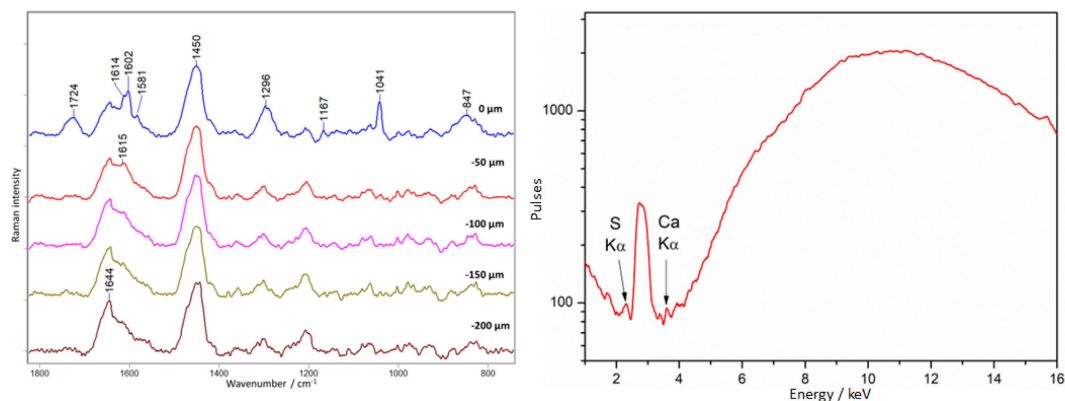 1724
1614
1602
1581
1450
1296
1167
1041
847
0 µm
1615
-50 µm
-100 µm
-150 µm
1644
-200 µm
Raman intensity
1800 1600 1400 1200 1000 800
Wavenumber / cm-1
Pulses
1000
100
S
Kα
Ca
Kα
2 4 6 8 10 12 14 16
Energy / keV